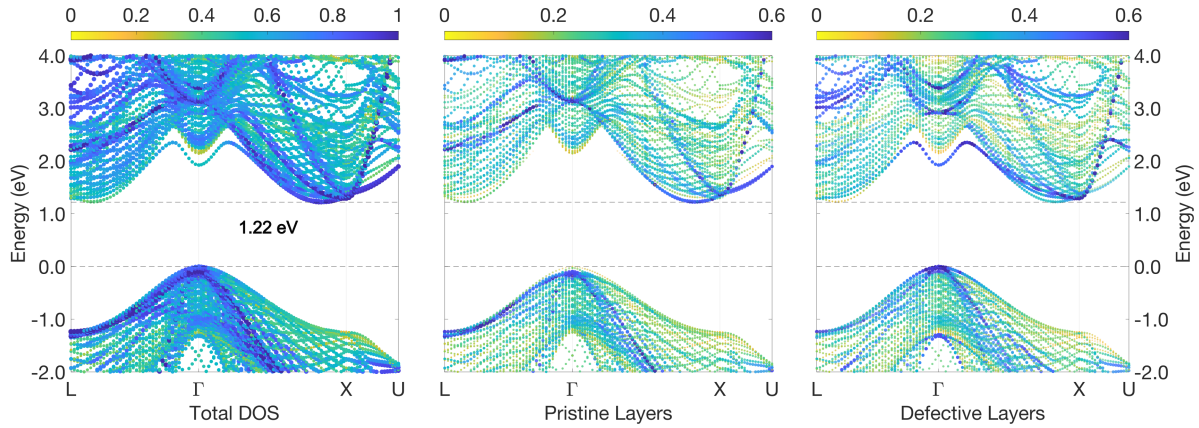 0 0.2 0.4 0.6 0.8 1 0 0.2 0.4 0.6 0 0.2 0.4 0.6
4.0 4.0
3.0 3.0
2.0 2.0
1.0 1.0
0.0 0.0
-1.0 -1.0
-2.0 -2.0
Energy (eV)
1.22 eV
Energy (eV)
L Γ X U L Γ X U L Γ X U
Total DOS Pristine Layers Defective Layers